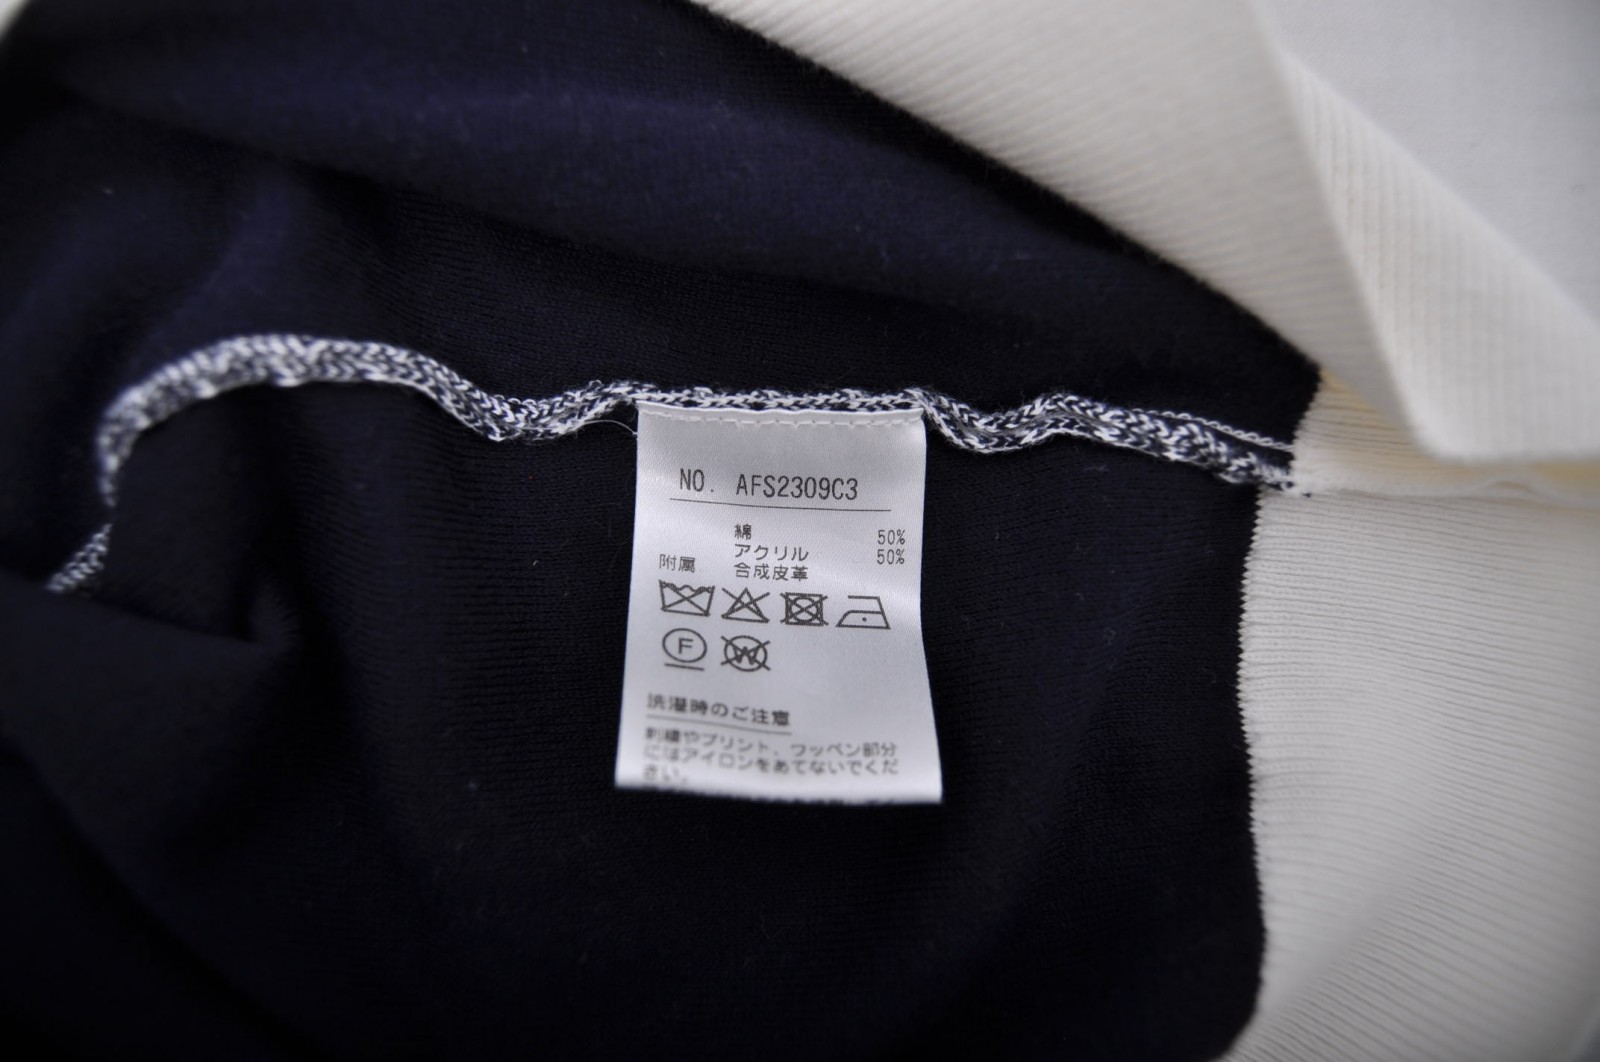 NO. AFS2309C3
綿 50%
アクリル 50%
附属 合成皮革
F
W
洗濯時のご注意
刺繍やプリント、ワッペン部分
にはアイロンをあてないでくだ
さい。